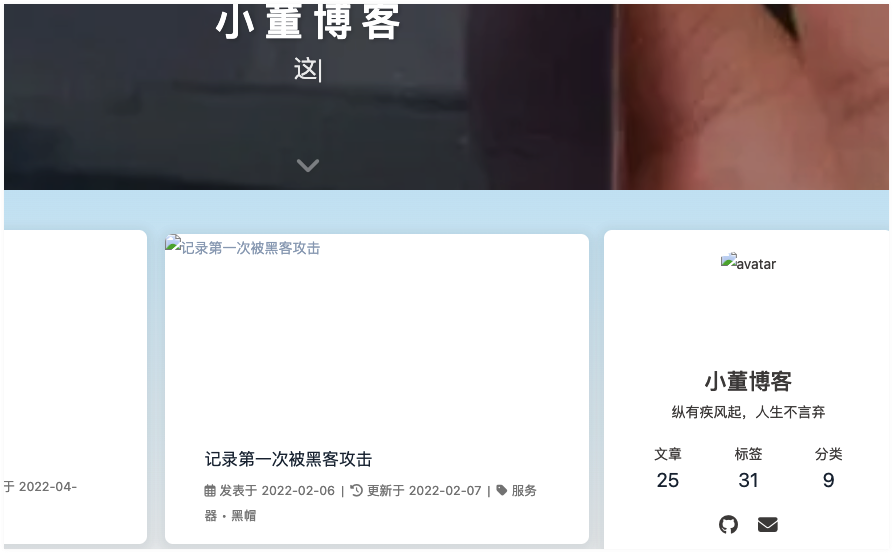 小董博客
这|
记录第一次被黑客攻击
avatar
小董博客
纵有疾风起，人生不言弃
文章
标签
分类
25
31
9
记录第一次被黑客攻击
于 2022-04-
发表于 2022-02-06 | 更新于 2022-02-07 | 服务
器 • 黑帽